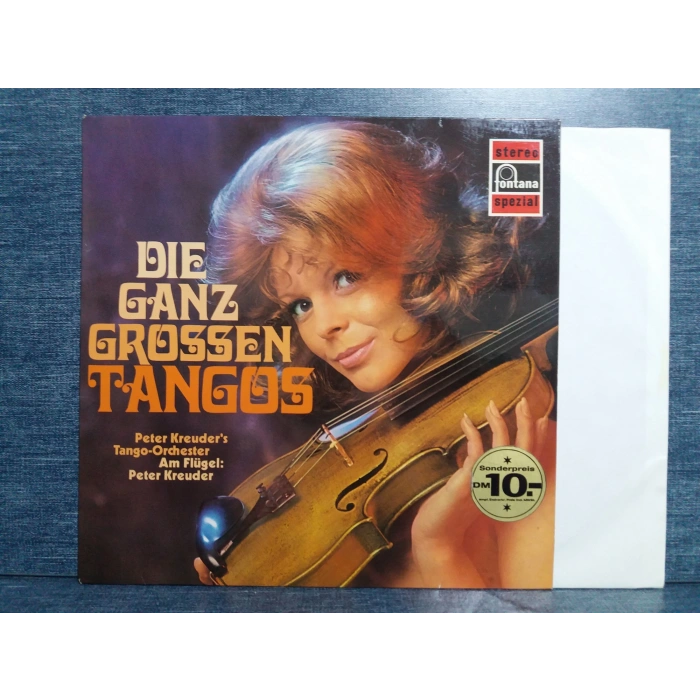 stereo
fontana
spezial
DIE
GANZ
GROSSEN
TANGOS
Peter Kreuder's
Tango-Orchester
Am Flügel:
Peter Kreuder
Sonderpreis
DM 10.-